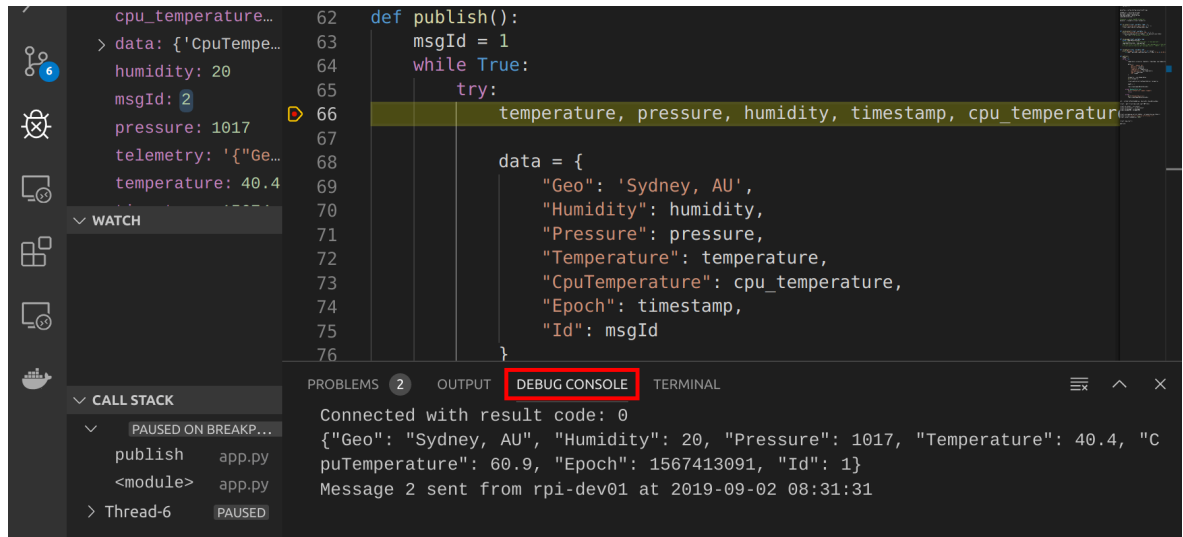 cpu_temperature…
> data: {'CpuTempe…
humidity: 20
msgId: 2
pressure: 1017
telemetry: '{"Ge…
temperature: 40.4
WATCH
CALL STACK
PAUSED ON BREAKP…
publish app.py
<module> app.py
> Thread-6 PAUSED
6
62 def publish():
63 msgId = 1
64 while True:
65 try:
66 temperature, pressure, humidity, timestamp, cpu_temperatur
67
68 data = {
69 "Geo": 'Sydney, AU',
70 "Humidity": humidity,
71 "Pressure": pressure,
72 "Temperature": temperature,
73 "CpuTemperature": cpu_temperature,
74 "Epoch": timestamp,
75 "Id": msgId
76 }
PROBLEMS 2 OUTPUT DEBUG CONSOLE TERMINAL
Connected with result code: 0
{"Geo": "Sydney, AU", "Humidity": 20, "Pressure": 1017, "Temperature": 40.4, "C
puTemperature": 60.9, "Epoch": 1567413091, "Id": 1}
Message 2 sent from rpi-dev01 at 2019-09-02 08:31:31